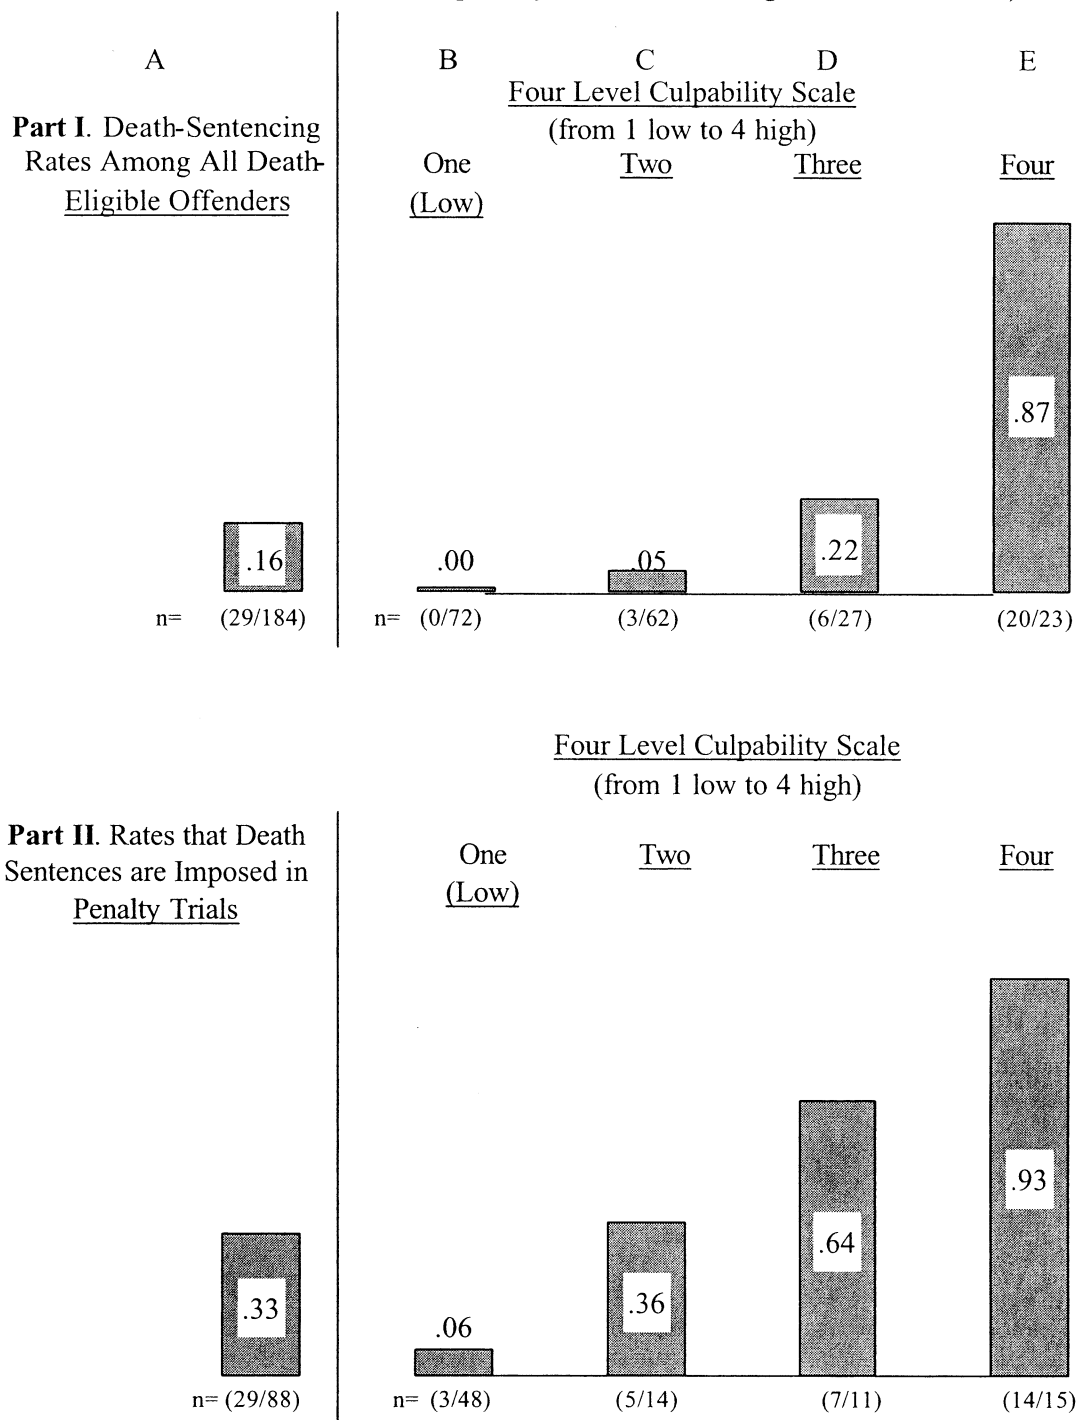 A B C D E
Four Level Culpability Scale
(from 1 low to 4 high)
Part I. Death-Sentencing
Rates Among All Death-
Eligible Offenders
One Two Three Four
(Low)
.87
.16 .00 .05 .22
n= (29/184) n= (0/72) (3/62) (6/27) (20/23)
Four Level Culpability Scale
(from 1 low to 4 high)
Part II. Rates that Death
Sentences are Imposed in
Penalty Trials
One Two Three Four
(Low)
.93
.64
.36
.33
.06
n= (29/88) n= (3/48) (5/14) (7/11) (14/15)